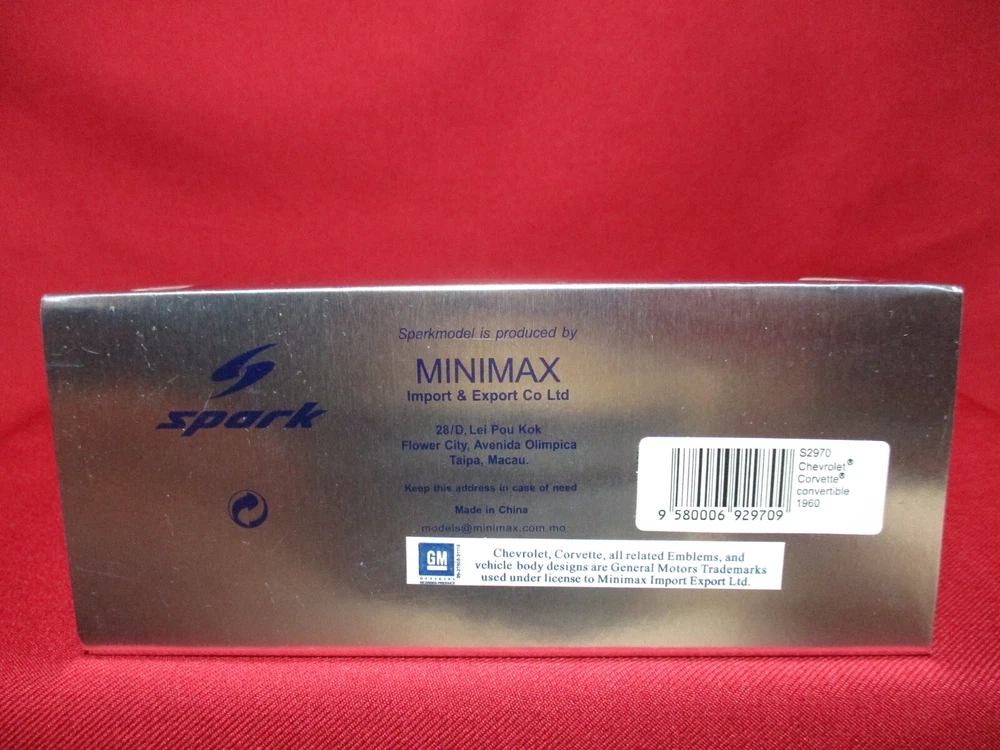 Sparkmodel is produced by
MINIMAX
Import & Export Co Ltd
spark
28/D, Lei Pou Kok
Flower City, Avenida Olimpica
Taipa, Macau.
Keep this address in case of need
Made in China
models@minimax.com.mo
S2970
Chevrolet®
Corvette®
convertible
1960
9 580006 929709
GM
OFFICIAL
Chevrolet, Corvette, all related Emblems, and
vehicle body designs are General Motors Trademarks
used under license to Minimax Import Export Ltd.